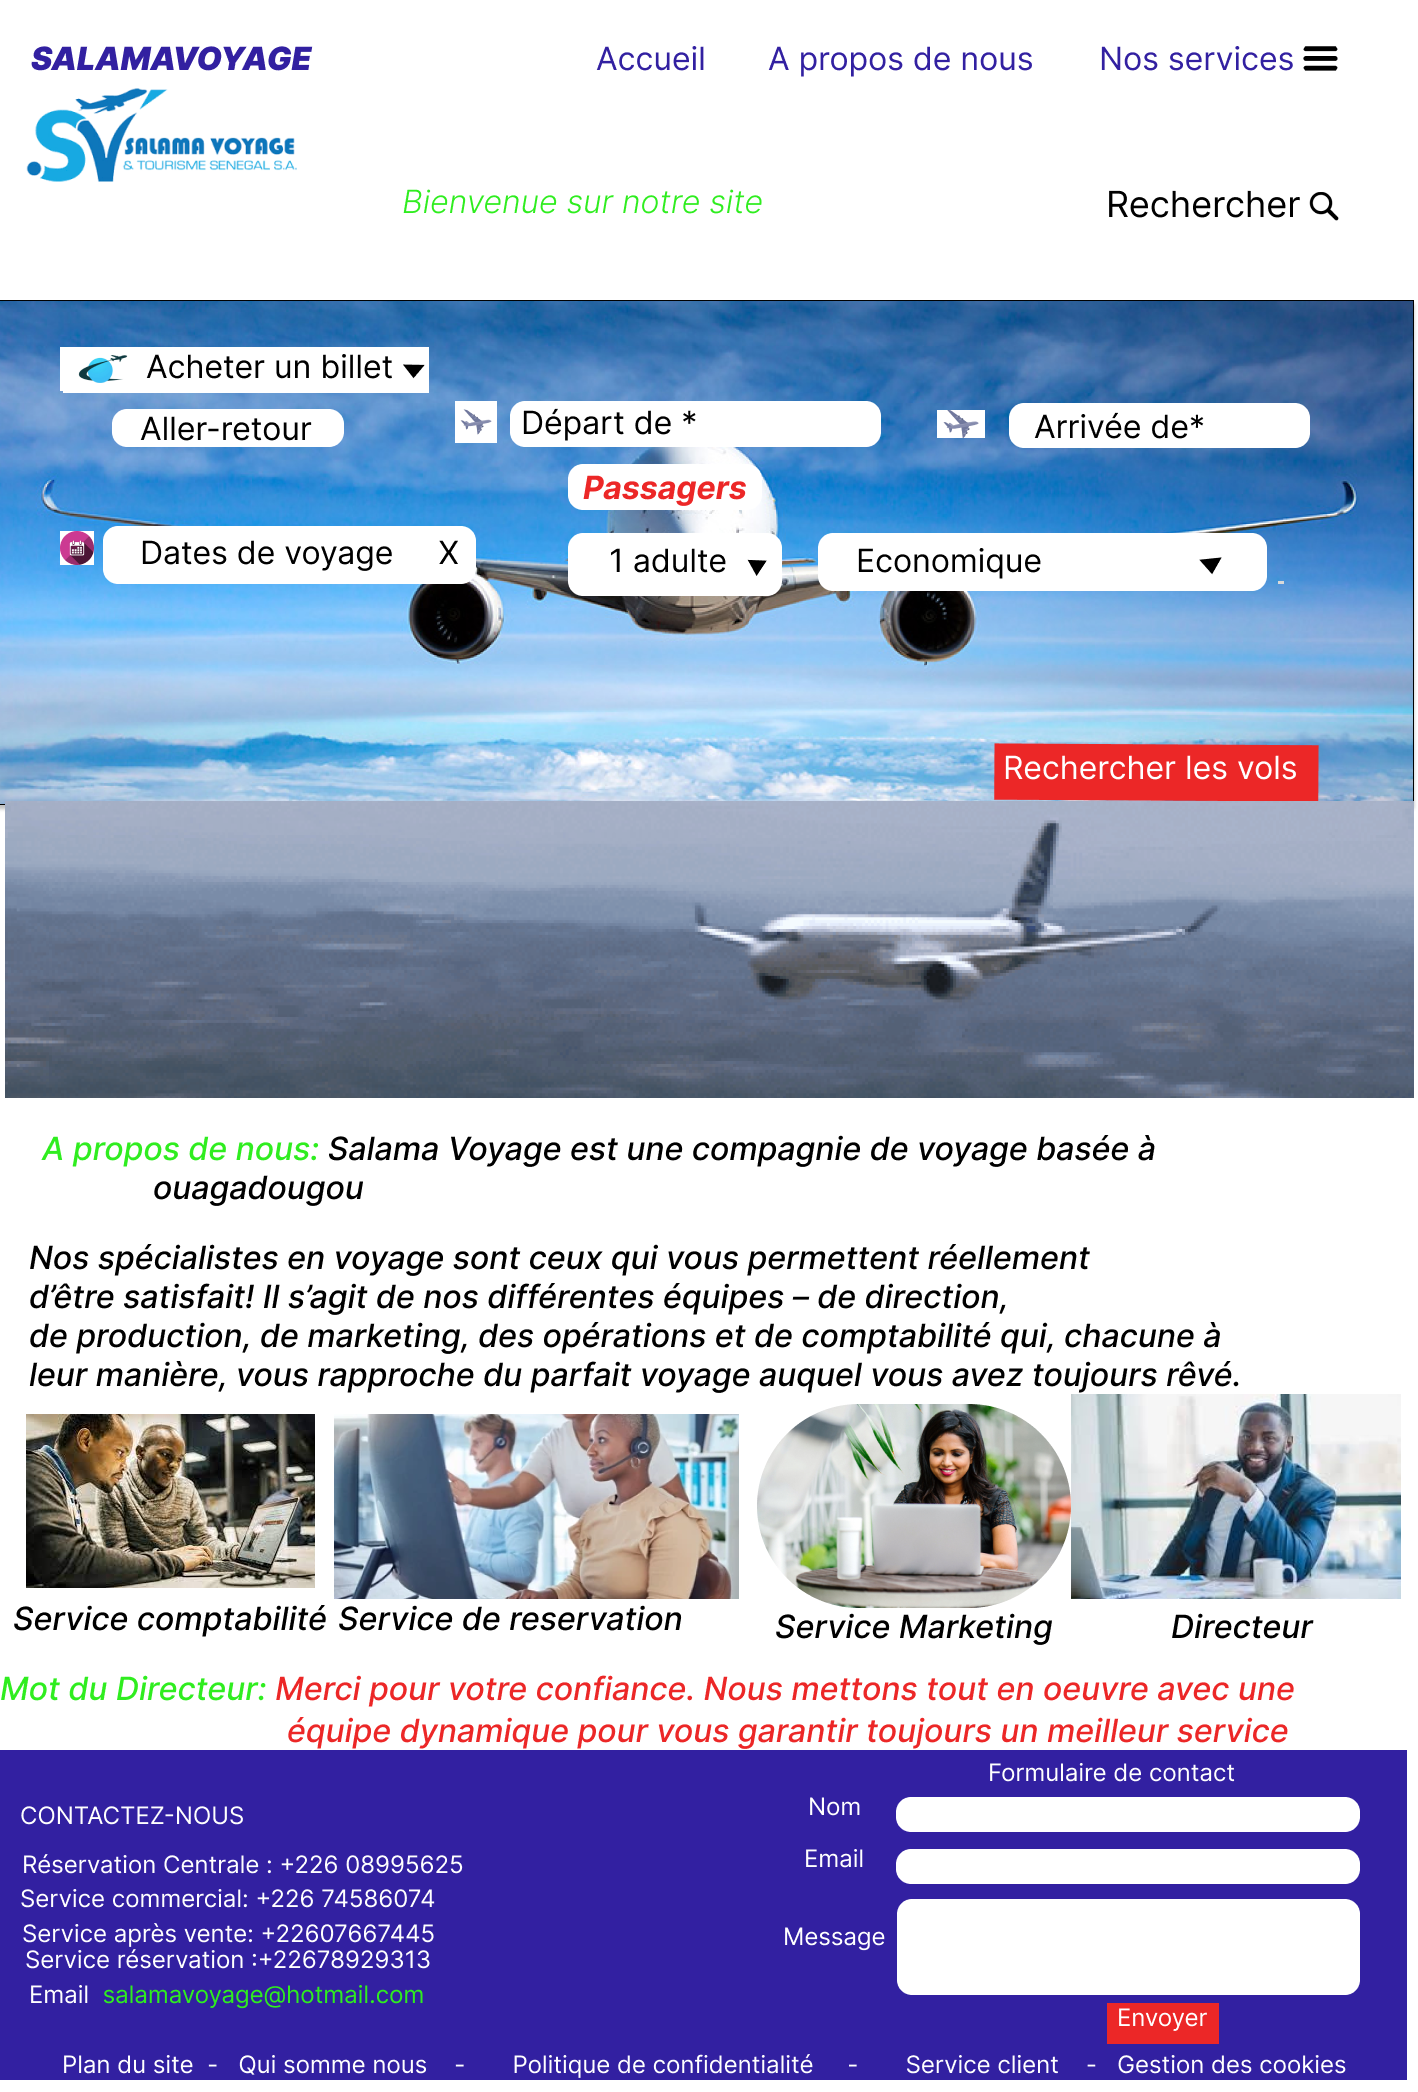 SALAMAVOYAGE
Accueil A propos de nous Nos services
SV SALAMA VOYAGE
& TOURISME SENEGAL S.A.
Bienvenue sur notre site
Rechercher
Acheter un billet
Aller-retour
Départ de *
Arrivée de*
Passagers
Dates de voyage X
1 adulte
Economique
-
Rechercher les vols
A propos de nous: Salama Voyage est une compagnie de voyage basée à
ouagadougou
Nos spécialistes en voyage sont ceux qui vous permettent réellement
d’être satisfait! Il s’agit de nos différentes équipes – de direction,
de production, de marketing, des opérations et de comptabilité qui, chacune à
leur manière, vous rapproche du parfait voyage auquel vous avez toujours rêvé.
Service comptabilité
Service de reservation
Service Marketing
Directeur
Mot du Directeur: Merci pour votre confiance. Nous mettons tout en oeuvre avec une
équipe dynamique pour vous garantir toujours un meilleur service
CONTACTEZ-NOUS
Réservation Centrale : +226 08995625
Service commercial: +226 74586074
Service après vente: +22607667445
Service réservation :+22678929313
Email salamavoyage@hotmail.com
Formulaire de contact
Nom
Email
Message
Envoyer
Plan du site - Qui somme nous - Politique de confidentialité - Service client - Gestion des cookies